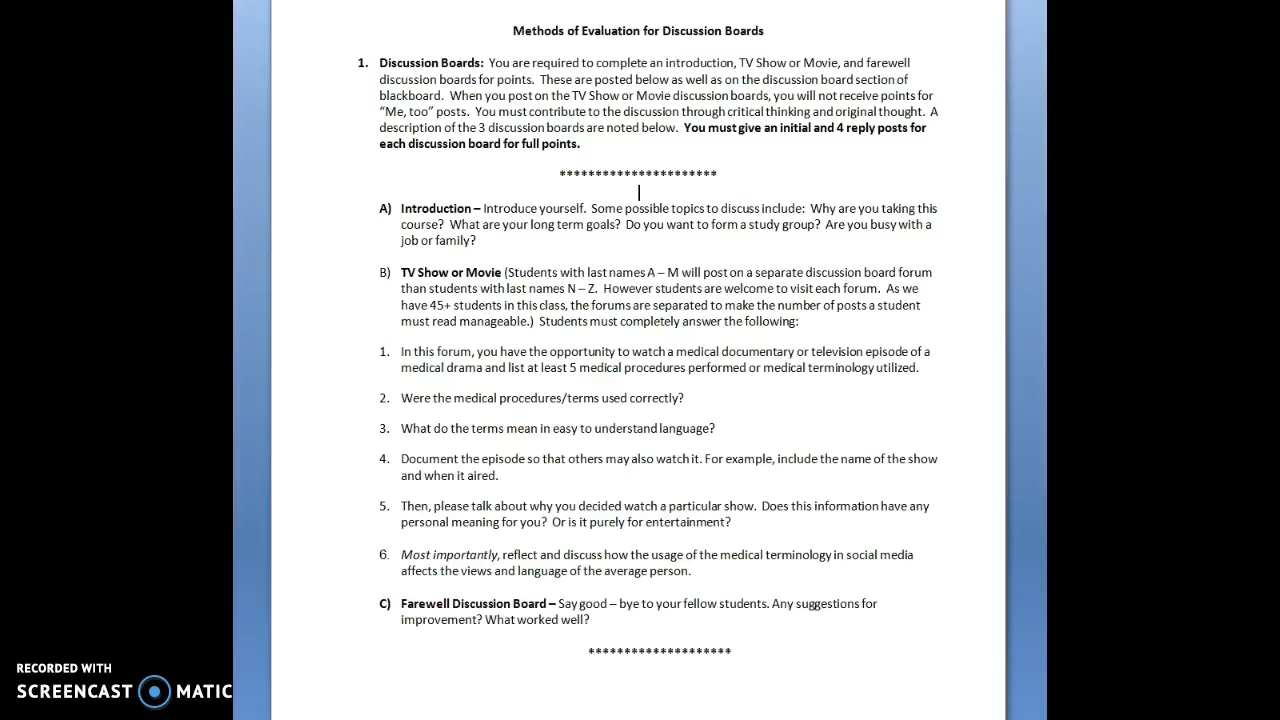 Methods of Evaluation for Discussion Boards
1. Discussion Boards: You are required to complete an introduction, TV Show or Movie, and farewell
discussion boards for points. These are posted below as well as on the discussion board section of
blackboard. When you post on the TV Show or Movie discussion boards, you will not receive points for
“Me, too” posts. You must contribute to the discussion through critical thinking and original thought. A
description of the 3 discussion boards are noted below. You must give an initial and 4 reply posts for
each discussion board for full points.
**********************
A) Introduction – Introduce yourself. Some possible topics to discuss include: Why are you taking this
course? What are your long term goals? Do you want to form a study group? Are you busy with a
job or family?
B) TV Show or Movie (Students with last names A – M will post on a separate discussion board forum
than students with last names N – Z. However students are welcome to visit each forum. As we
have 45+ students in this class, the forums are separated to make the number of posts a student
must read manageable.) Students must completely answer the following:
1. In this forum, you have the opportunity to watch a medical documentary or television episode of a
medical drama and list at least 5 medical procedures performed or medical terminology utilized.
2. Were the medical procedures/terms used correctly?
3. What do the terms mean in easy to understand language?
4. Document the episode so that others may also watch it. For example, include the name of the show
and when it aired.
5. Then, please talk about why you decided watch a particular show. Does this information have any
personal meaning for you? Or is it purely for entertainment?
6. Most importantly, reflect and discuss how the usage of the medical terminology in social media
affects the views and language of the average person.
C) Farewell Discussion Board – Say good – bye to your fellow students. Any suggestions for
improvement? What worked well?
********************
RECORDED WITH
SCREENCAST MATIC